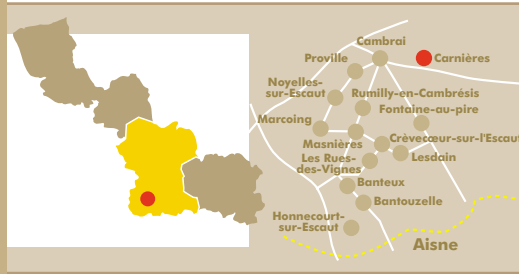 Cambrai
Proville
Carnières
Noyelles-
sur-Escaut
Rumilly-en-Cambrésis
Fontaine-au-pire
Marcoing
Masnières
Crèvecœur-sur-l'Escaut
Les Rues-
des-Vignes
Lesdain
Banteux
Bantouzelle
Honnecourt-
sur-Escaut
Aisne